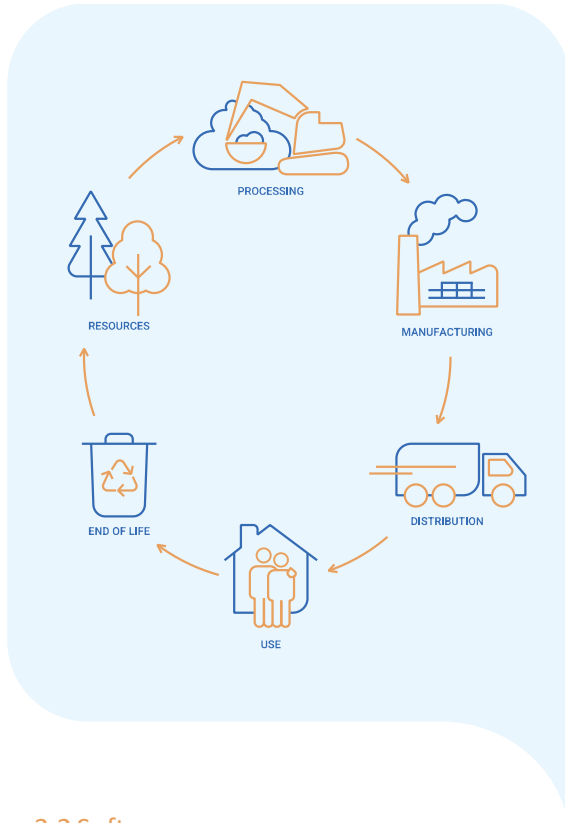 PROCESSING
RESOURCES
MANUFACTURING
END OF LIFE
DISTRIBUTION
USE